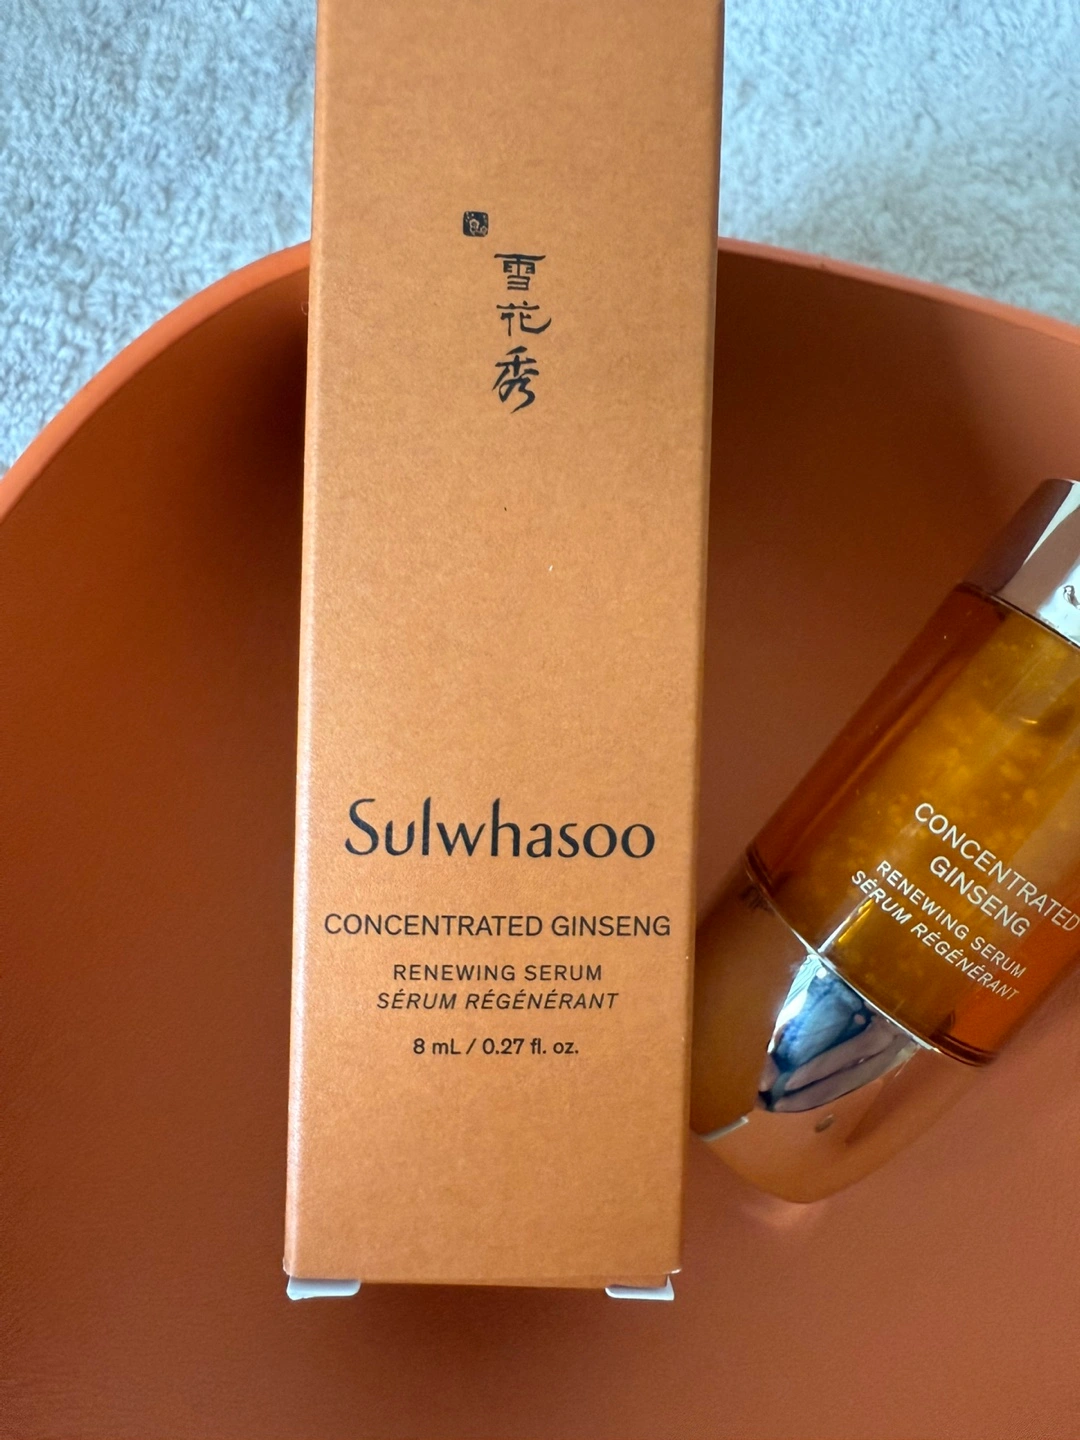 雪
花
秀
Sulwhasoo
CONCENTRATED GINSENG
RENEWING SERUM
SÉRUM RÉGÉNÉRANT
8 mL / 0.27 fl. oz.
CONCENTRATED
GINSENG
RENEWING SERUM
SÉRUM RÉGÉNÉRANT